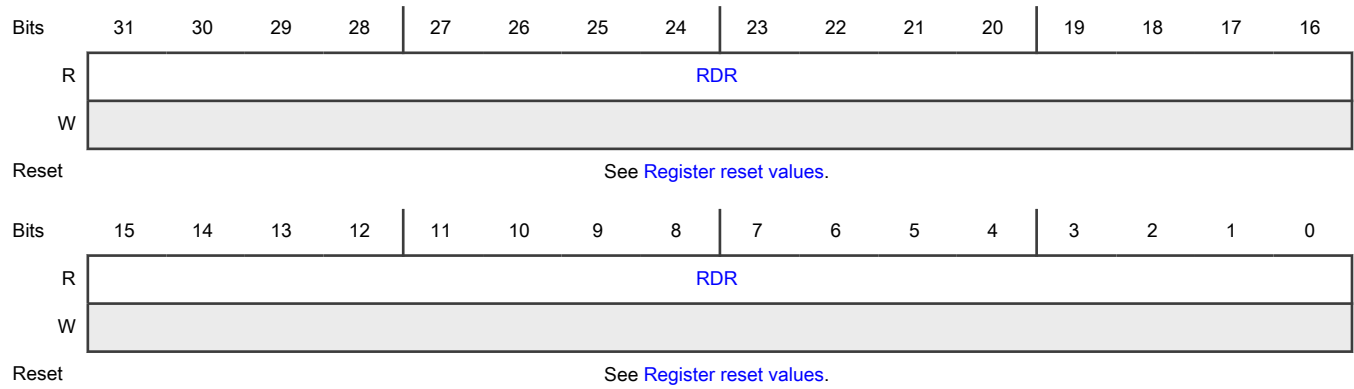 Bits 31 30 29 28 27 26 25 24 23 22 21 20 19 18 17 16
R RDR
W
Reset See Register reset values.
Bits 15 14 13 12 11 10 9 8 7 6 5 4 3 2 1 0
R RDR
W
Reset See Register reset values.